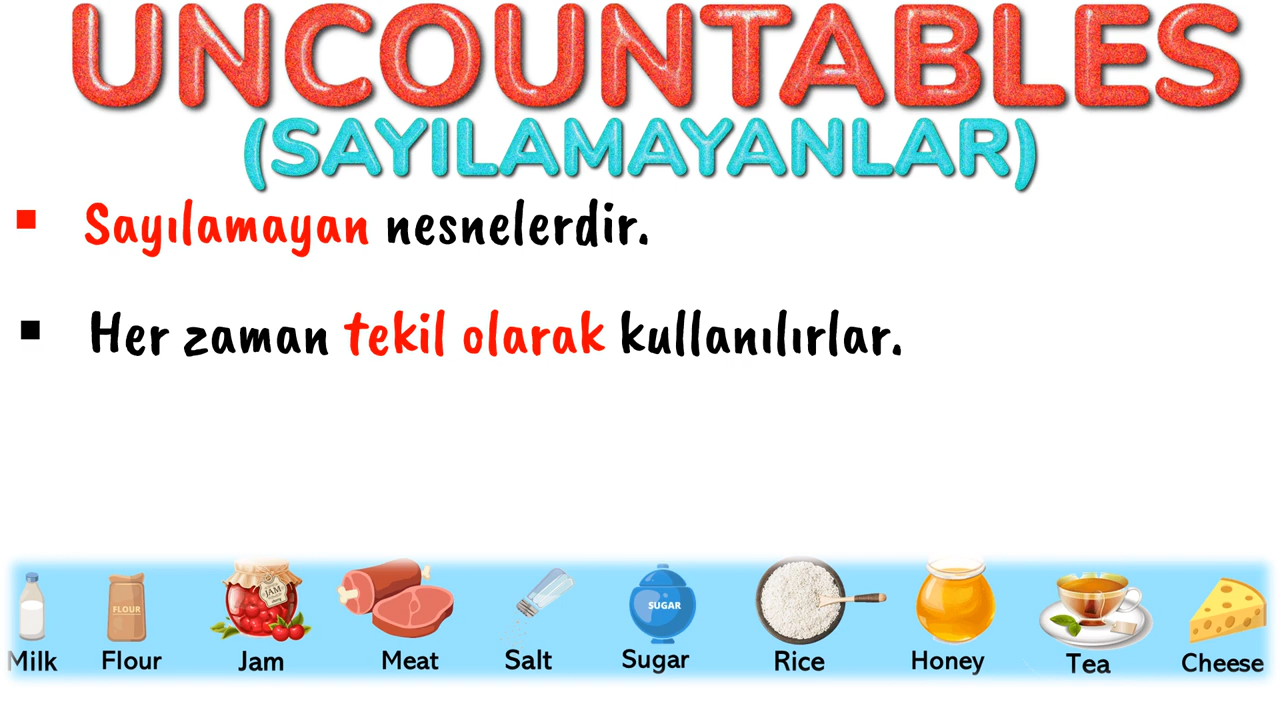 UNCOUNTABLES
(SAYILAMAYANLAR)
▪ Sayılamayan nesnelerdir.
▪ Her zaman tekil olarak kullanılırlar.
FLOUR
JAM
SUGAR
Milk Flour Jam Meat Salt Sugar Rice Honey Tea Cheese